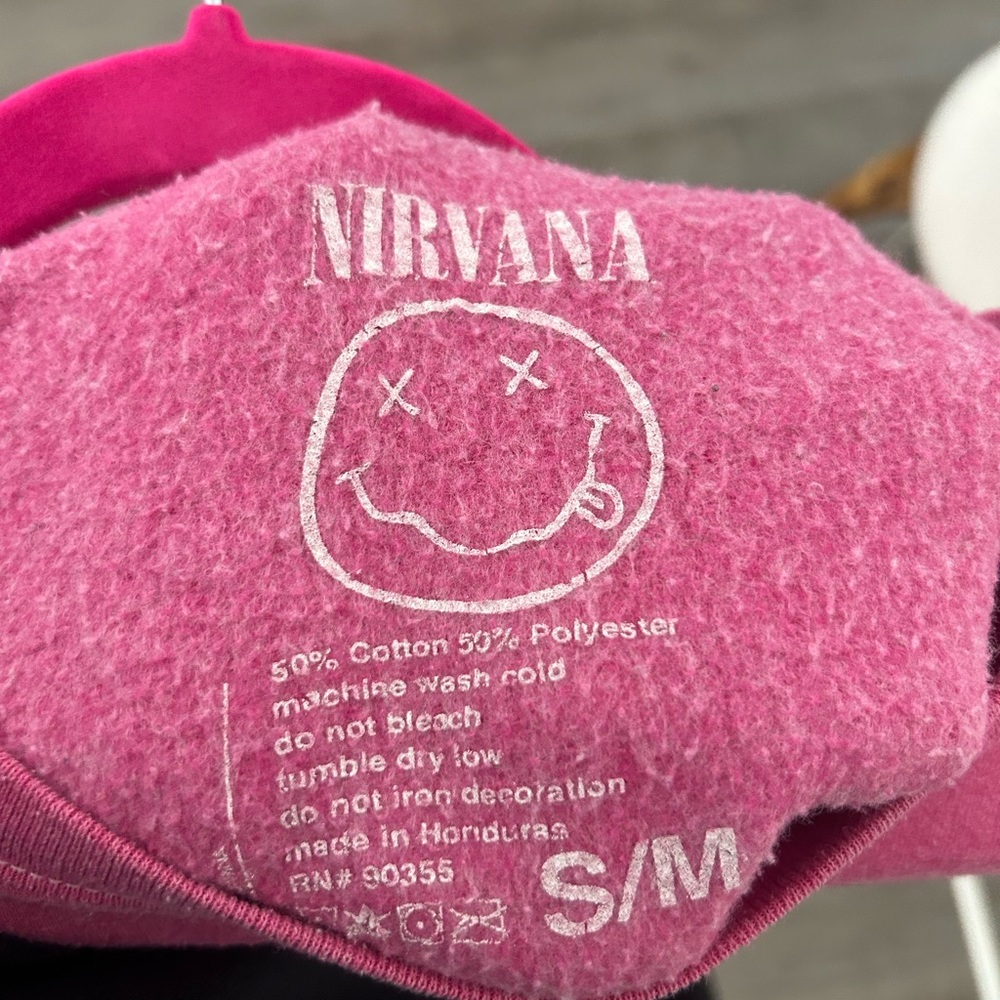 NIRVANA
50% Cotton 50% Polyester
machine wash cold
do not bleach
tumble dry low
do not iron decoration
made in Honduras
RN# 90355
S/M